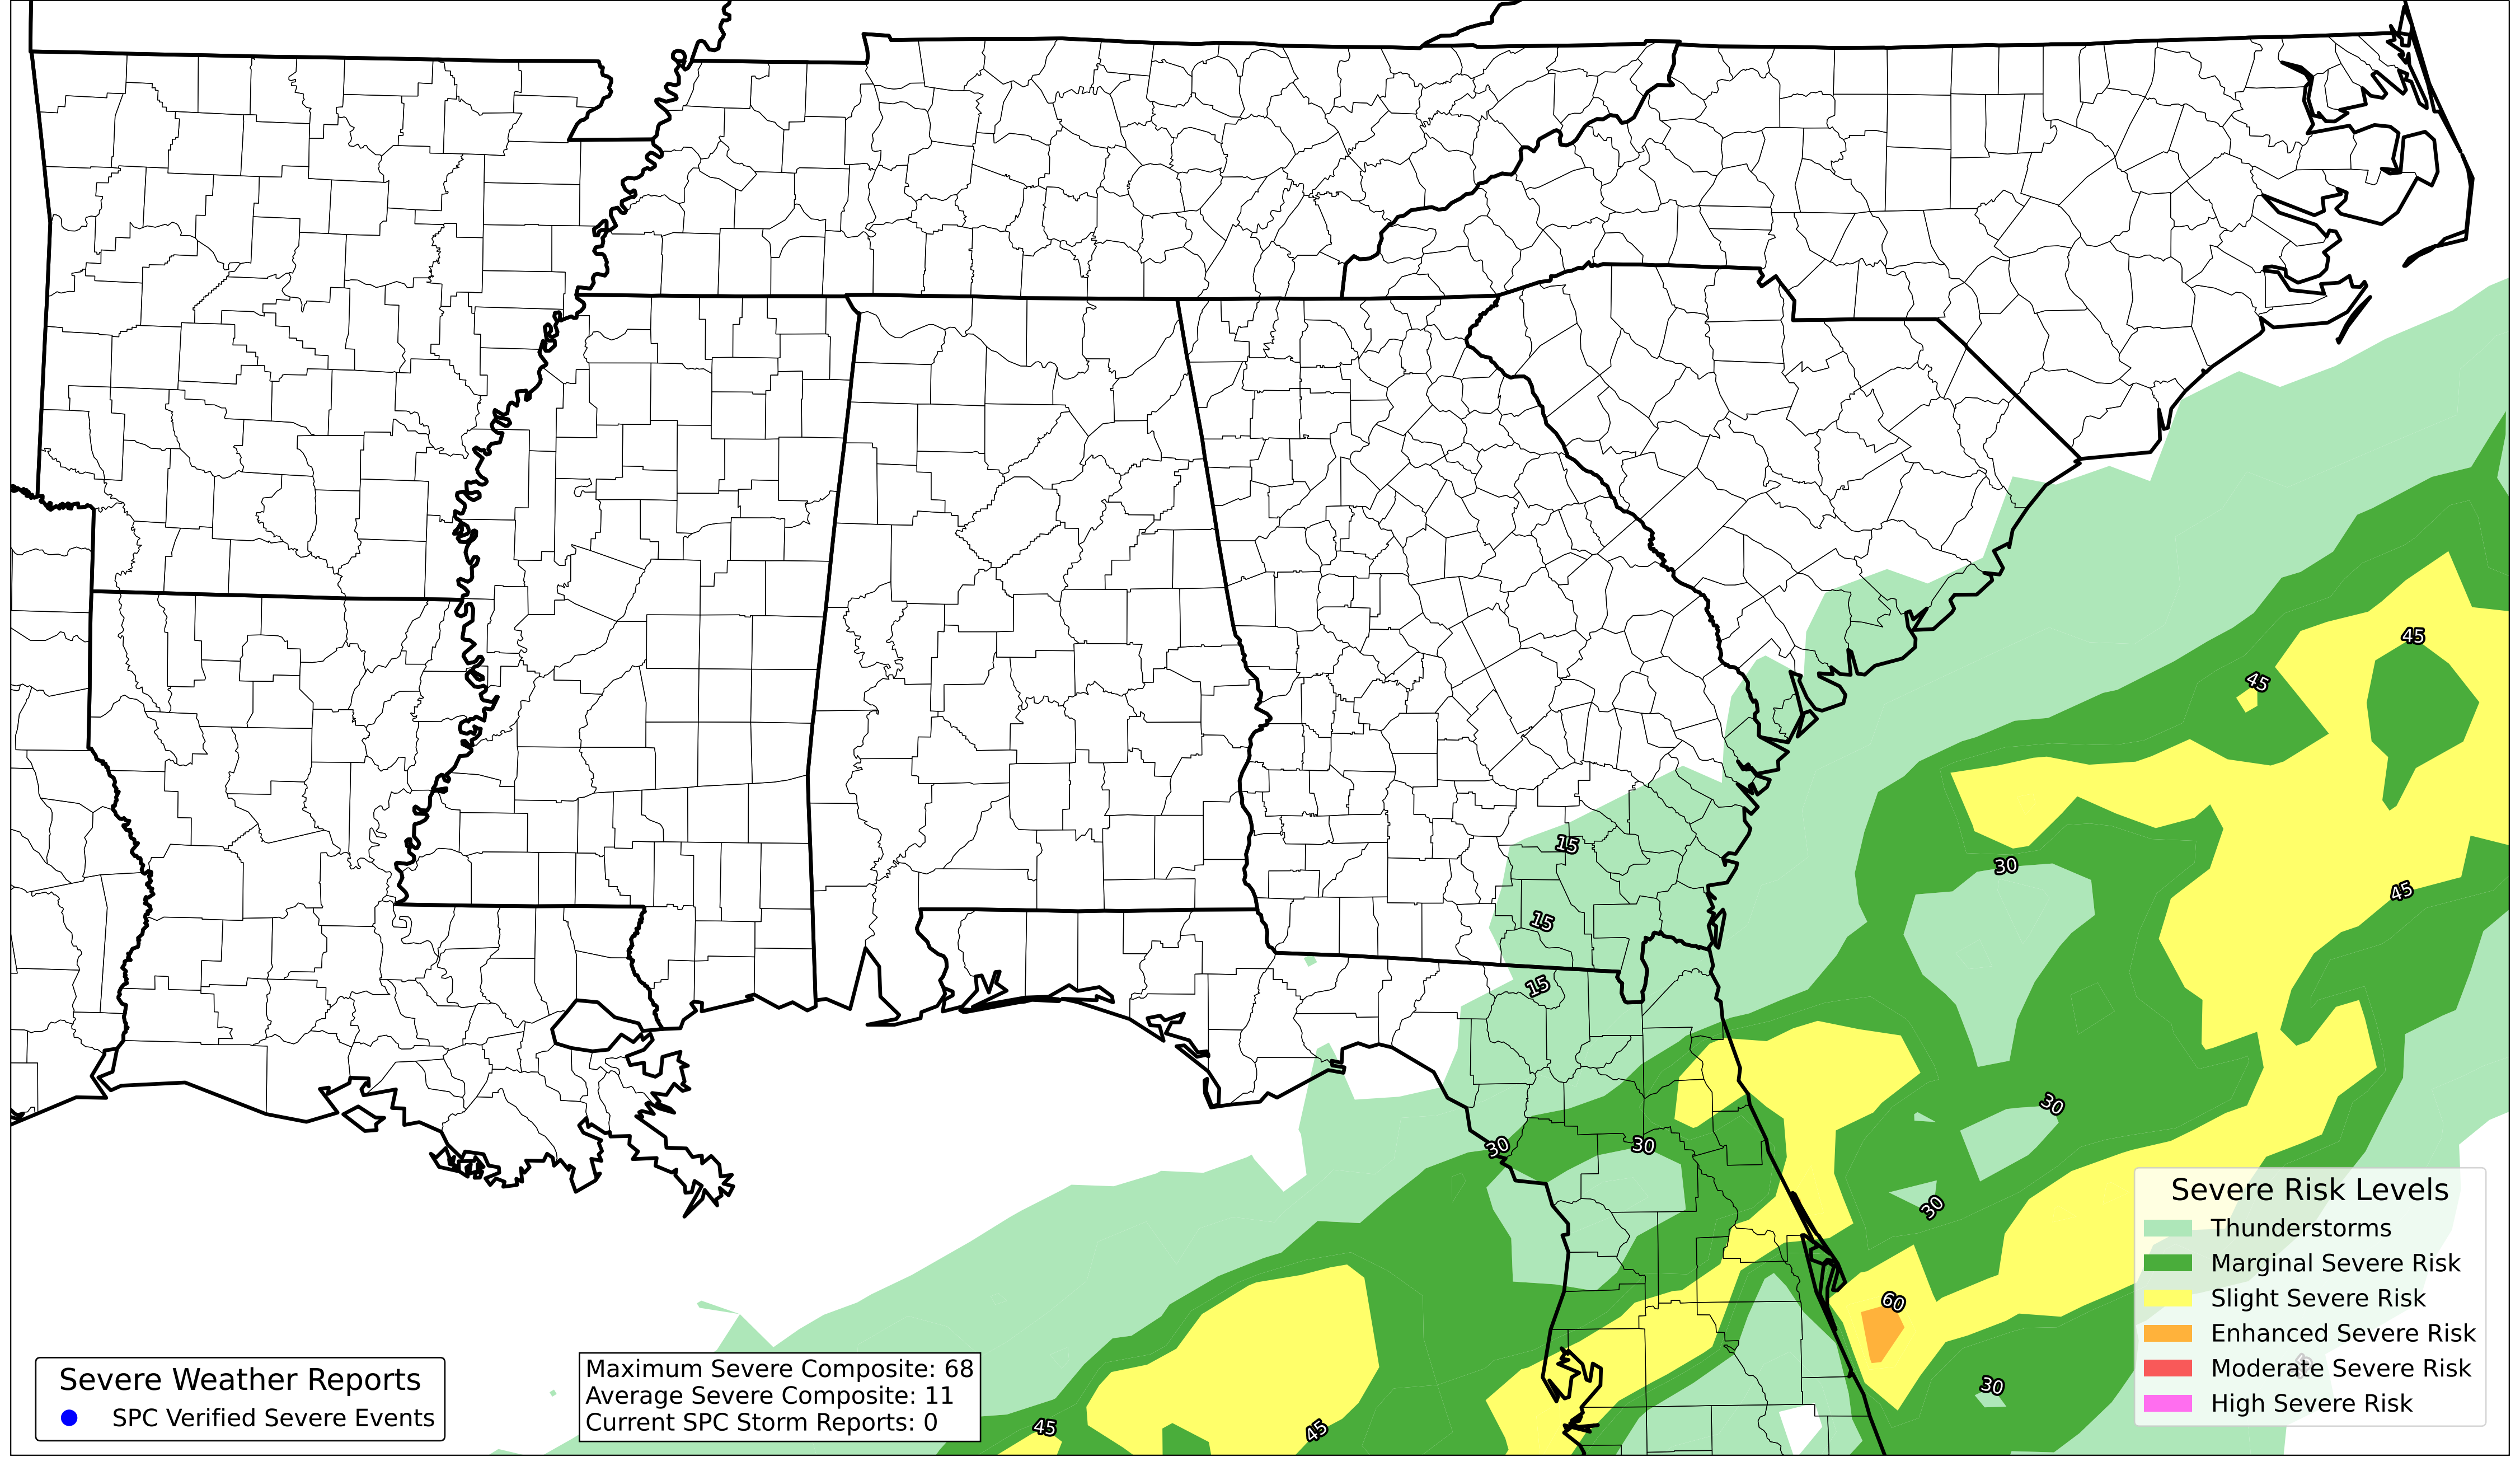 45
45
15
30
45
15
15
30
30
30
30
60
30
45
45
Severe Risk Levels
Thunderstorms
Marginal Severe Risk
Slight Severe Risk
Enhanced Severe Risk
Moderate Severe Risk
High Severe Risk
Severe Weather Reports
SPC Verified Severe Events
Maximum Severe Composite: 68
Average Severe Composite: 11
Current SPC Storm Reports: 0